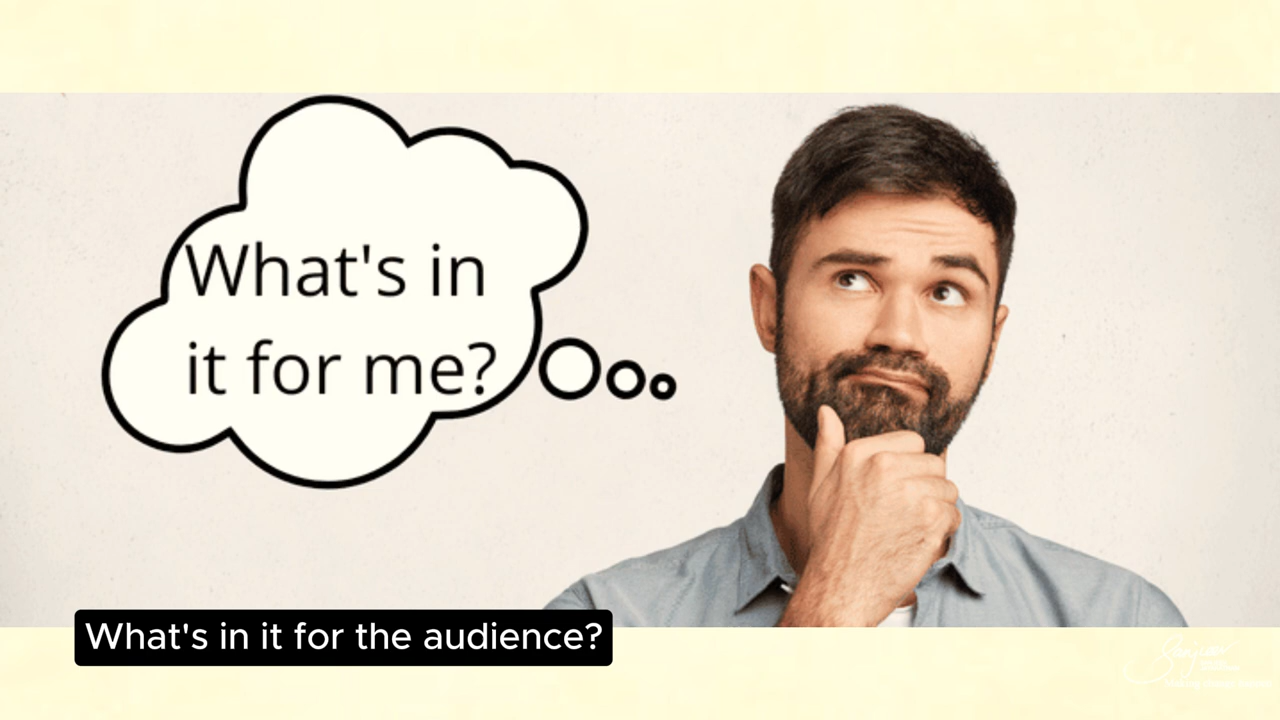 What's in
it for me?
What's in it for the audience?